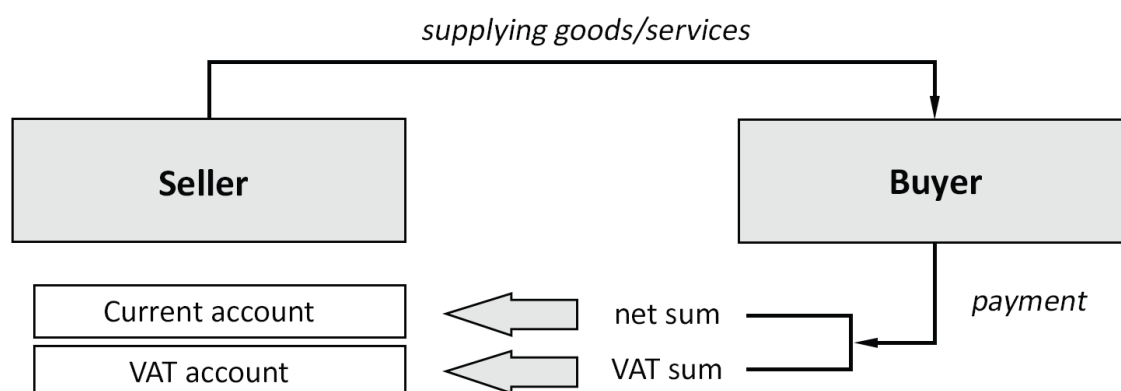 supplying goods/services
Seller
Buyer
Current account
net sum
payment
VAT account
VAT sum